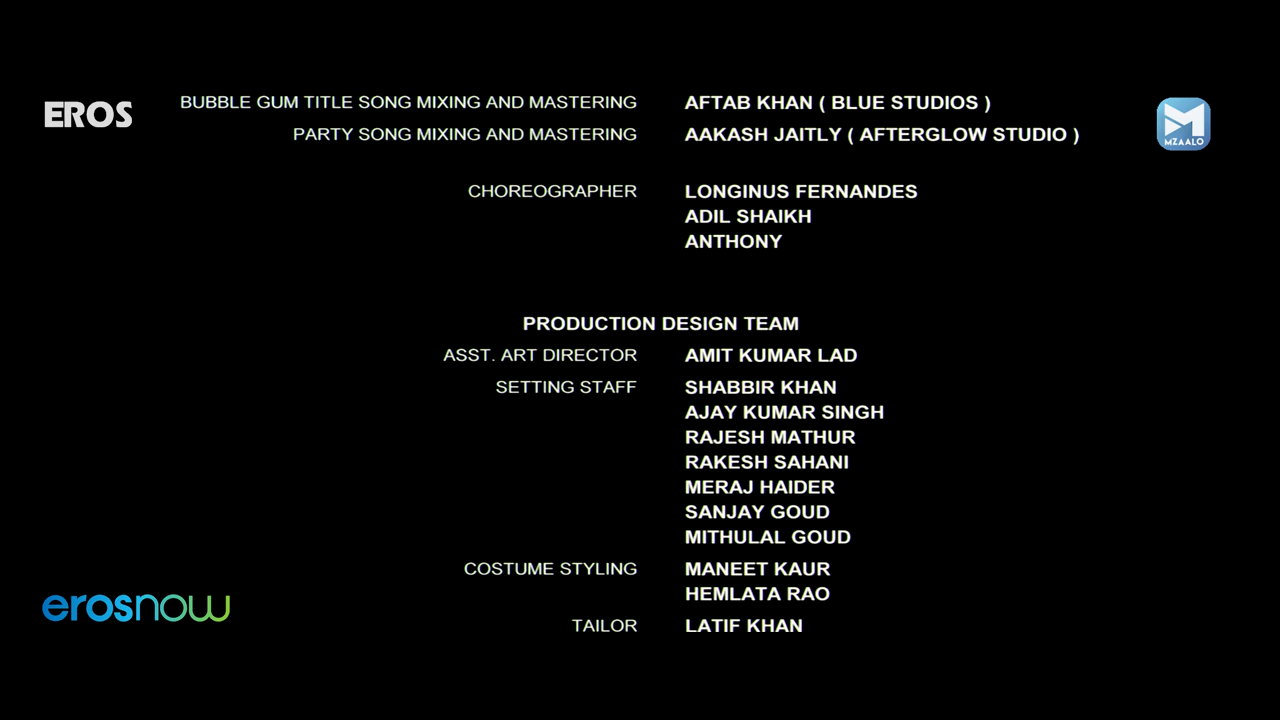 EROS
BUBBLE GUM TITLE SONG MIXING AND MASTERING AFTAB KHAN ( BLUE STUDIOS )
PARTY SONG MIXING AND MASTERING AAKASH JAITLY ( AFTERGLOW STUDIO )
MZAALO
CHOREOGRAPHER LONGINUS FERNANDES
ADIL SHAIKH
ANTHONY
PRODUCTION DESIGN TEAM
ASST. ART DIRECTOR AMIT KUMAR LAD
SETTING STAFF SHABBIR KHAN
AJAY KUMAR SINGH
RAJESH MATHUR
RAKESH SAHANI
MERAJ HAIDER
SANJAY GOUD
MITHULAL GOUD
COSTUME STYLING MANEET KAUR
HEMLATA RAO
erosnow
TAILOR LATIF KHAN